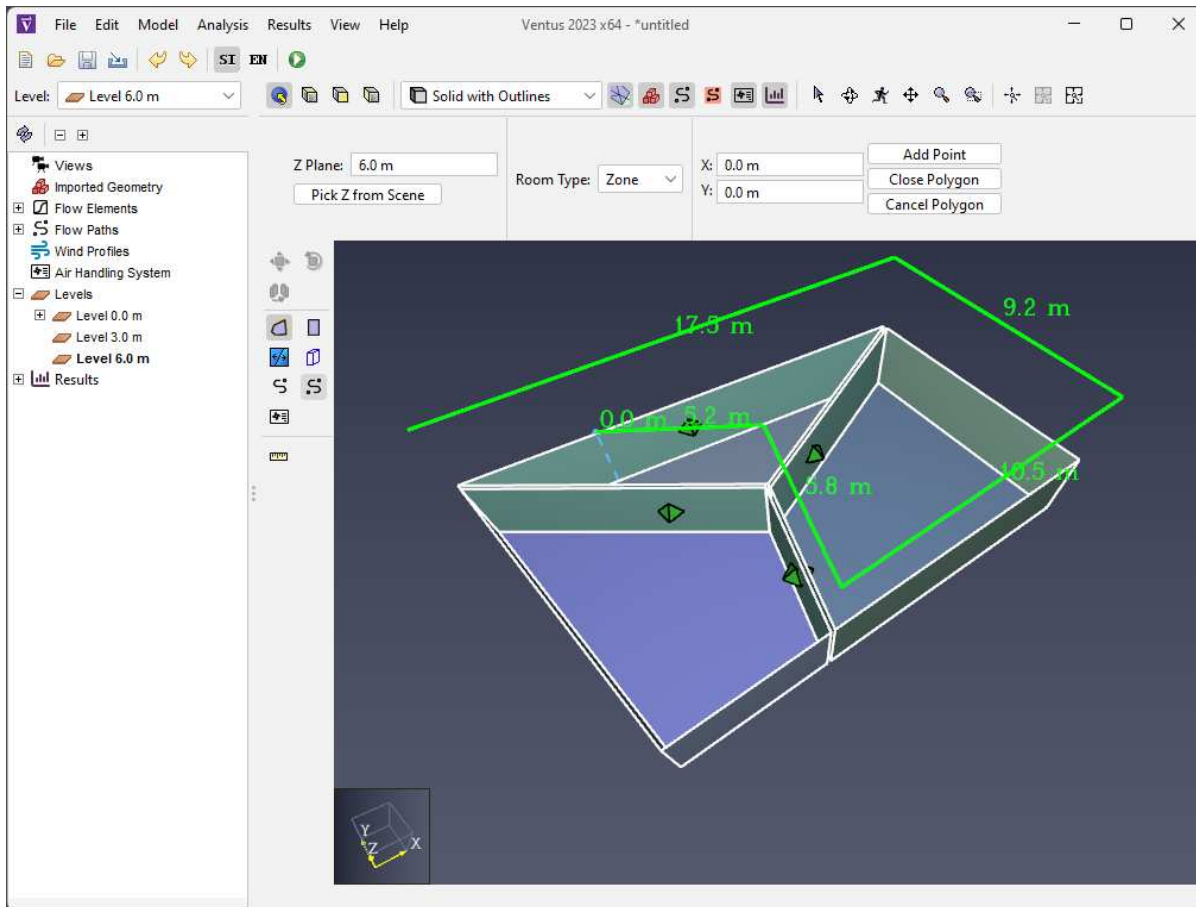 File Edit Model Analysis Results View Help Ventus 2023 x64 - *untitled
SI EN
Level: Level 6.0 m Solid with Outlines
Views
Imported Geometry
Flow Elements
Flow Paths
Wind Profiles
Air Handling System
Levels
Level 0.0 m
Level 3.0 m
Level 6.0 m
Results
Z Plane: 6.0 m
Pick Z from Scene
Room Type: Zone
X: 0.0 m
Y: 0.0 m
Add Point
Close Polygon
Cancel Polygon
17.5 m
9.2 m
0.0 m
5.2 m
5.8 m
10.5 m
Y
Z
X